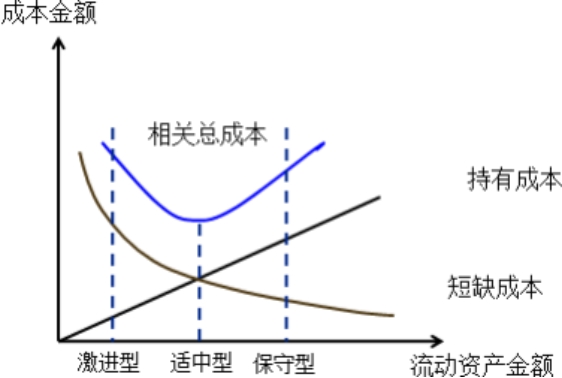 成本金额
相关总成本
持有成本
短缺成本
激进型
适中型
保守型
流动资产金额